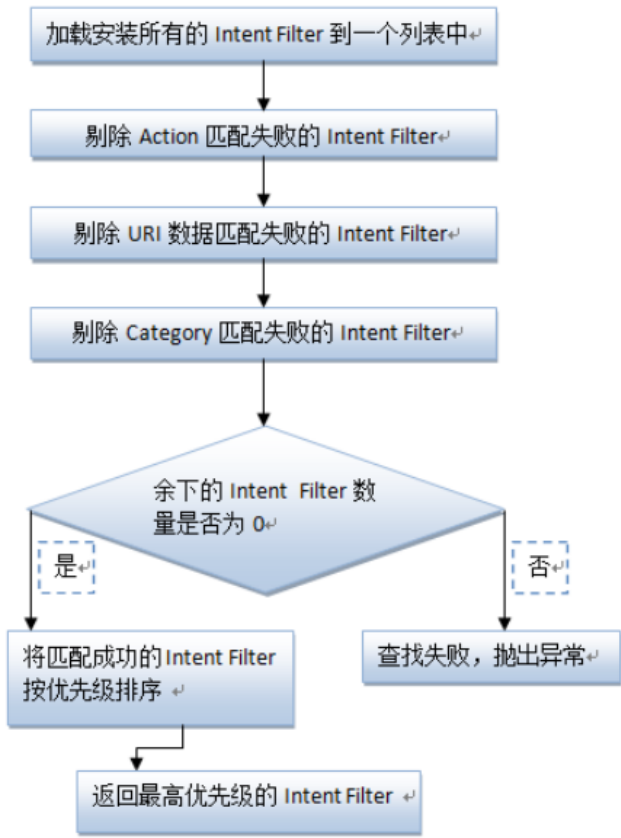 加载安装所有的 Intent Filter 到一个列表中
剔除 Action 匹配失败的 Intent Filter
剔除 URI 数据匹配失败的 Intent Filter
剔除 Category 匹配失败的 Intent Filter
余下的 Intent Filter 数
量是否为 0
是
否
将匹配成功的 Intent Filter
按优先级排序
查找失败，抛出异常
返回最高优先级的 Intent Filter